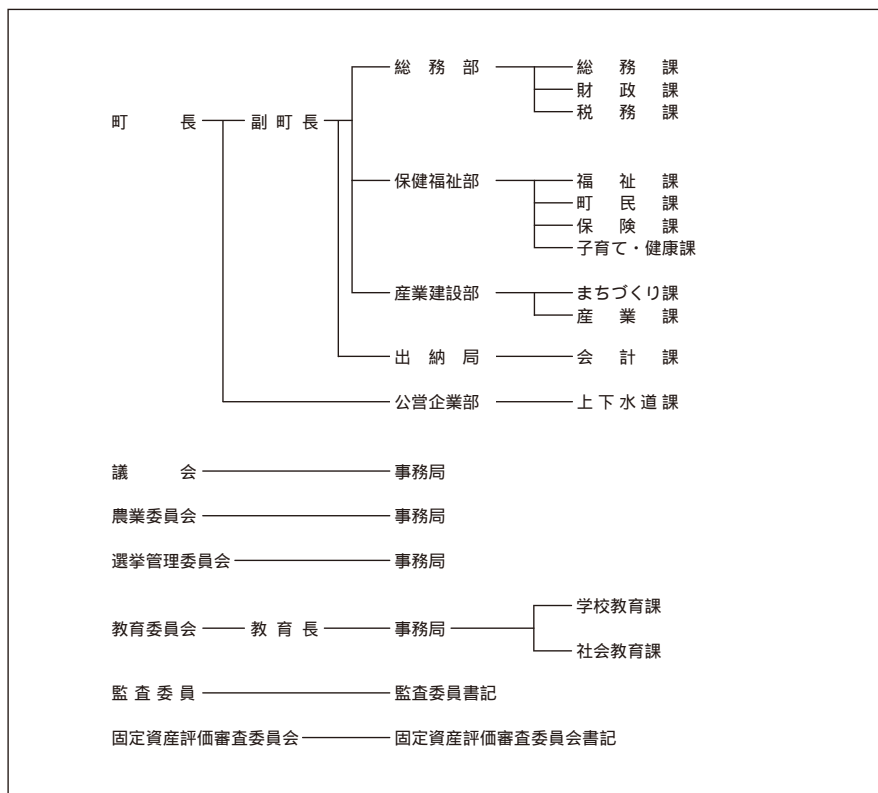 総務部 総務課
財政課
町長 副町長 税務課
保健福祉部 福祉課
町民課
保険課
子育て・健康課
産業建設部 まちづくり課
産業課
出納局 会計課
公営企業部 上下水道課
議会 事務局
農業委員会 事務局
選挙管理委員会 事務局
学校教育課
教育委員会 教育長 事務局
社会教育課
監査委員 監査委員書記
固定資産評価審査委員会 固定資産評価審査委員会書記